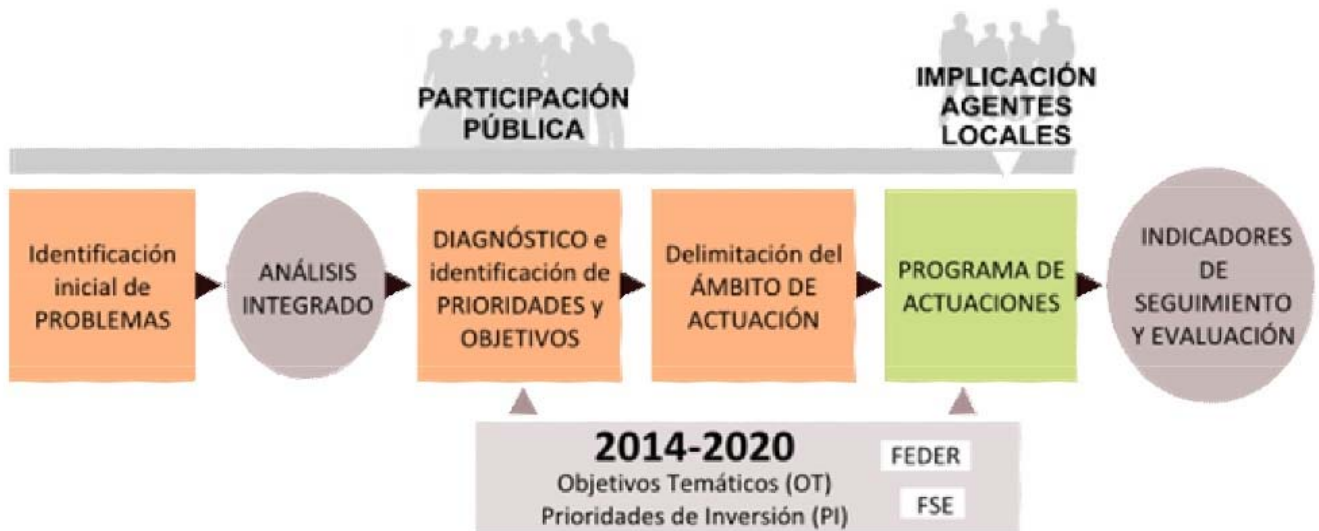 PARTICIPACIÓN
PÚBLICA
IMPLICACIÓN
AGENTES
LOCALES
Identificación
inicial de
PROBLEMAS
ANÁLISIS
INTEGRADO
DIAGNÓSTICO e
identificación de
PRIORIDADES y
OBJETIVOS
Delimitación del
ÁMBITO DE
ACTUACIÓN
PROGRAMA DE
ACTUACIONES
INDICADORES
DE
SEGUIMIENTO
Y EVALUACIÓN
2014-2020
Objetivos Temáticos (OT)
Prioridades de Inversión (PI)
FEDER
FSE